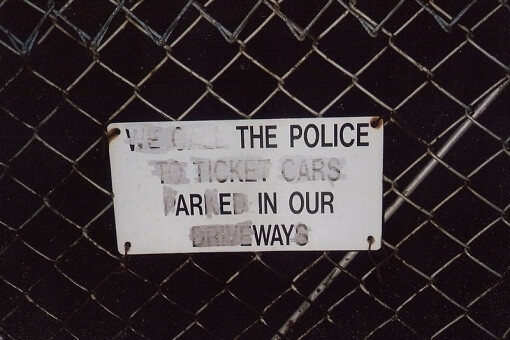 WE CALL THE POLICE
TO TICKET CARS
PARKED IN OUR
DRIVEWAYS